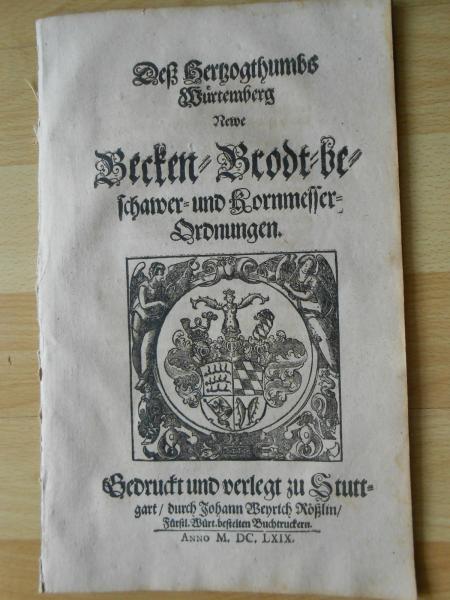 Deß Hertzogthumbs
Würtemberg
Newe
Becken- Brodt-be-
schawer- und Kornmesser-
Ordnungen.
Gedruckt und verlegt zu Stutt-
gart / durch Johann Weyrich Rößlin /
Fürstl. Würt. bestelten Buchtruckern.
ANNO M. DC. LXIX.